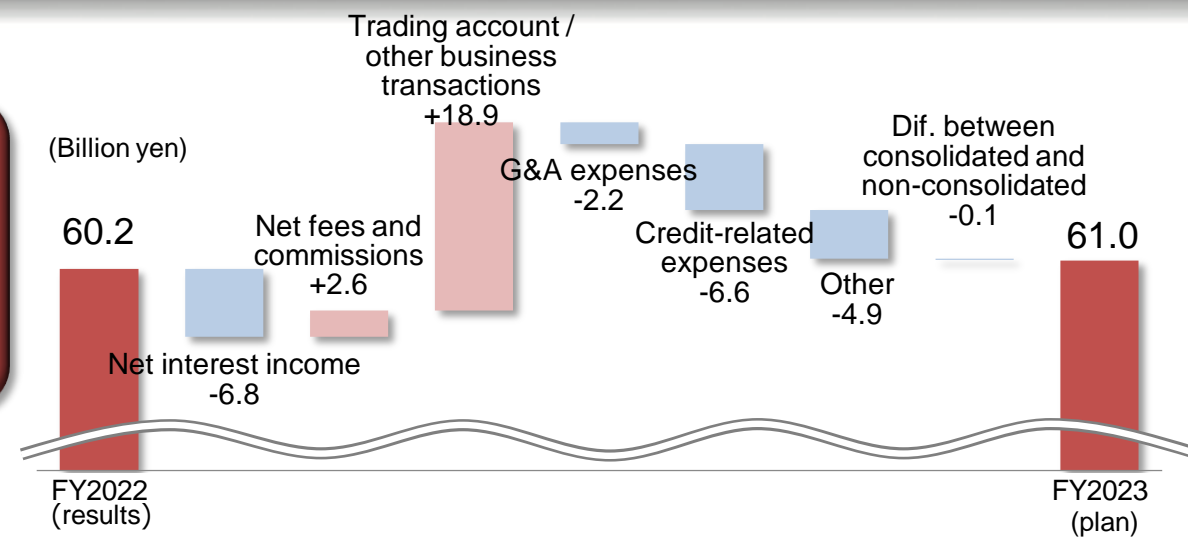 Trading account /
other business
transactions
+18.9
(Billion yen)
60.2
Net interest income
-6.8
Net fees and
commissions
+2.6
G&A expenses
-2.2
Credit-related
expenses
-6.6
Other
-4.9
Dif. between
consolidated and
non-consolidated
-0.1
61.0
FY2022
(results)
FY2023
(plan)